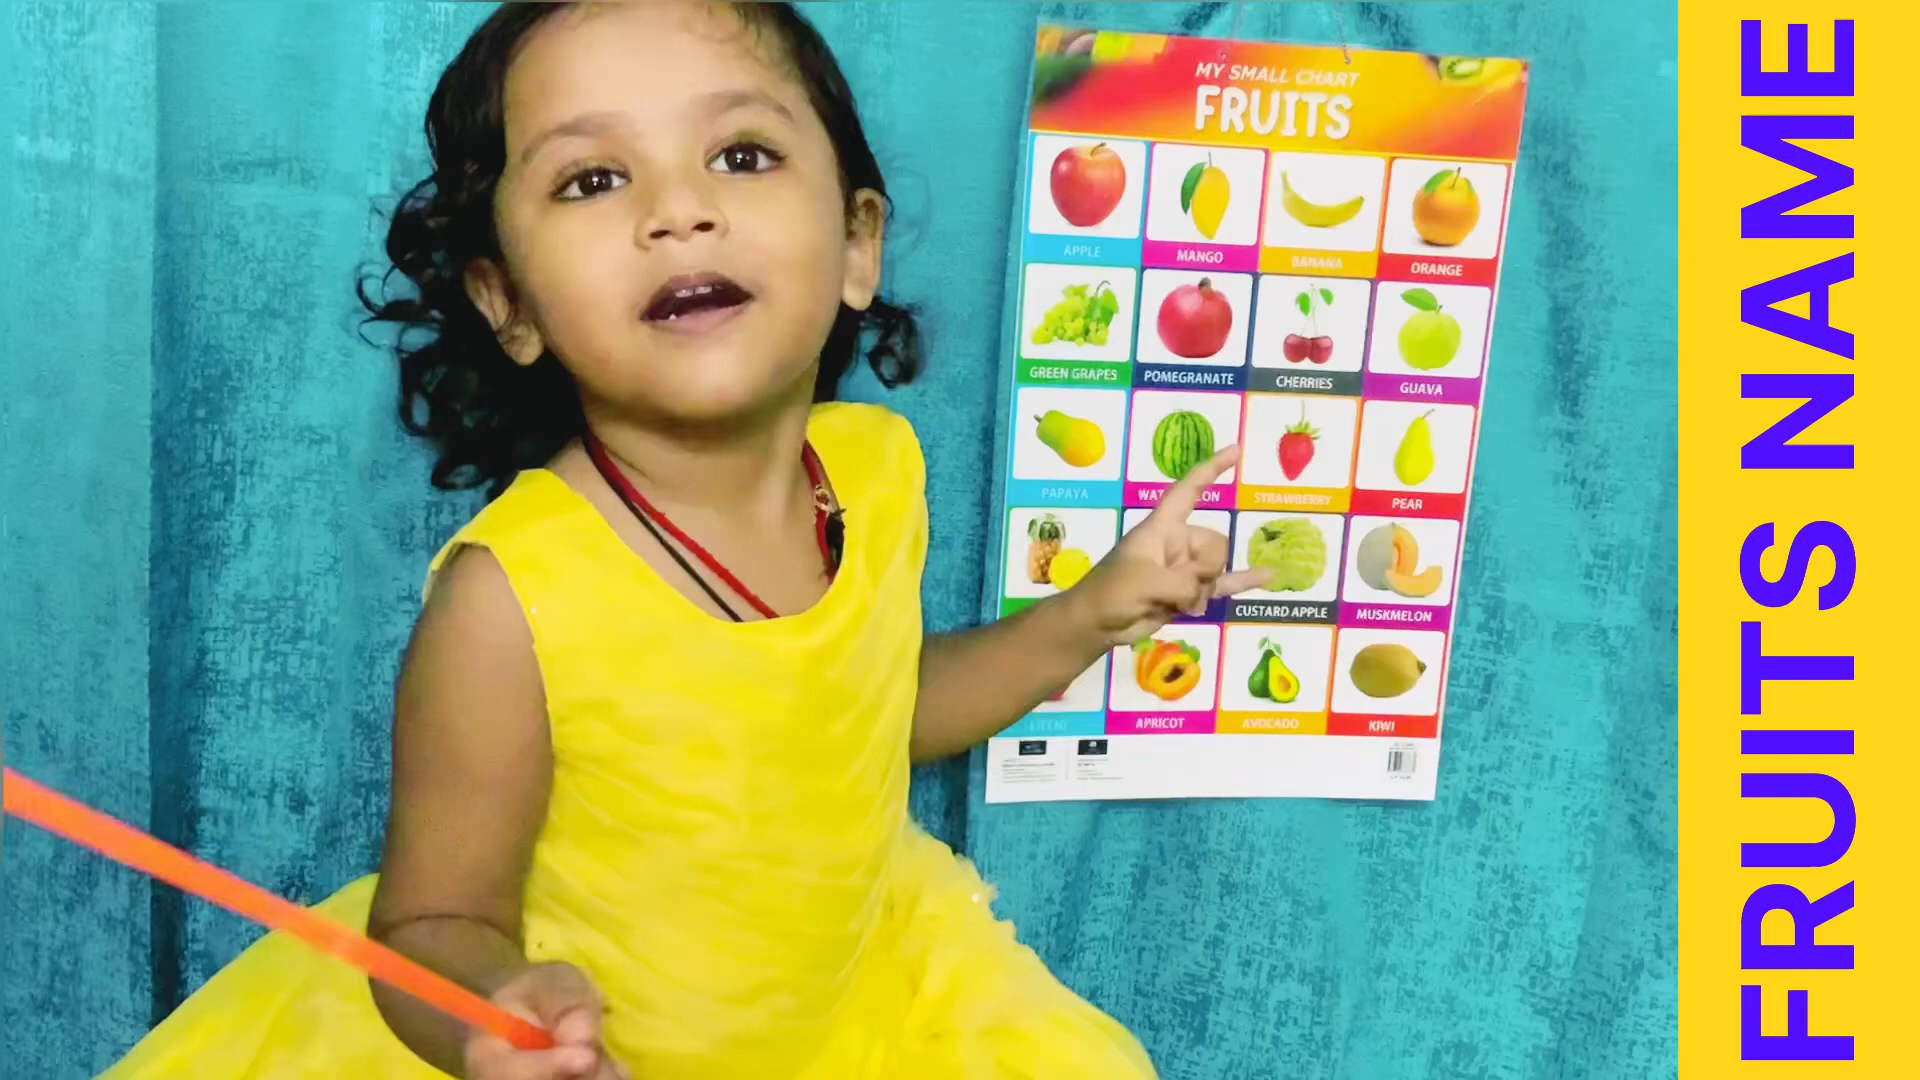 MY SMALL CHART
FRUITS
APPLE
MANGO
BANANA
ORANGE
GREEN GRAPES
POMEGRANATE
CHERRIES
GUAVA
PAPAYA
STRAWBERRY
PEAR
CUSTARD APPLE
MUSKMELON
APRICOT
AVOCADO
KIWI
FRUITS NAME